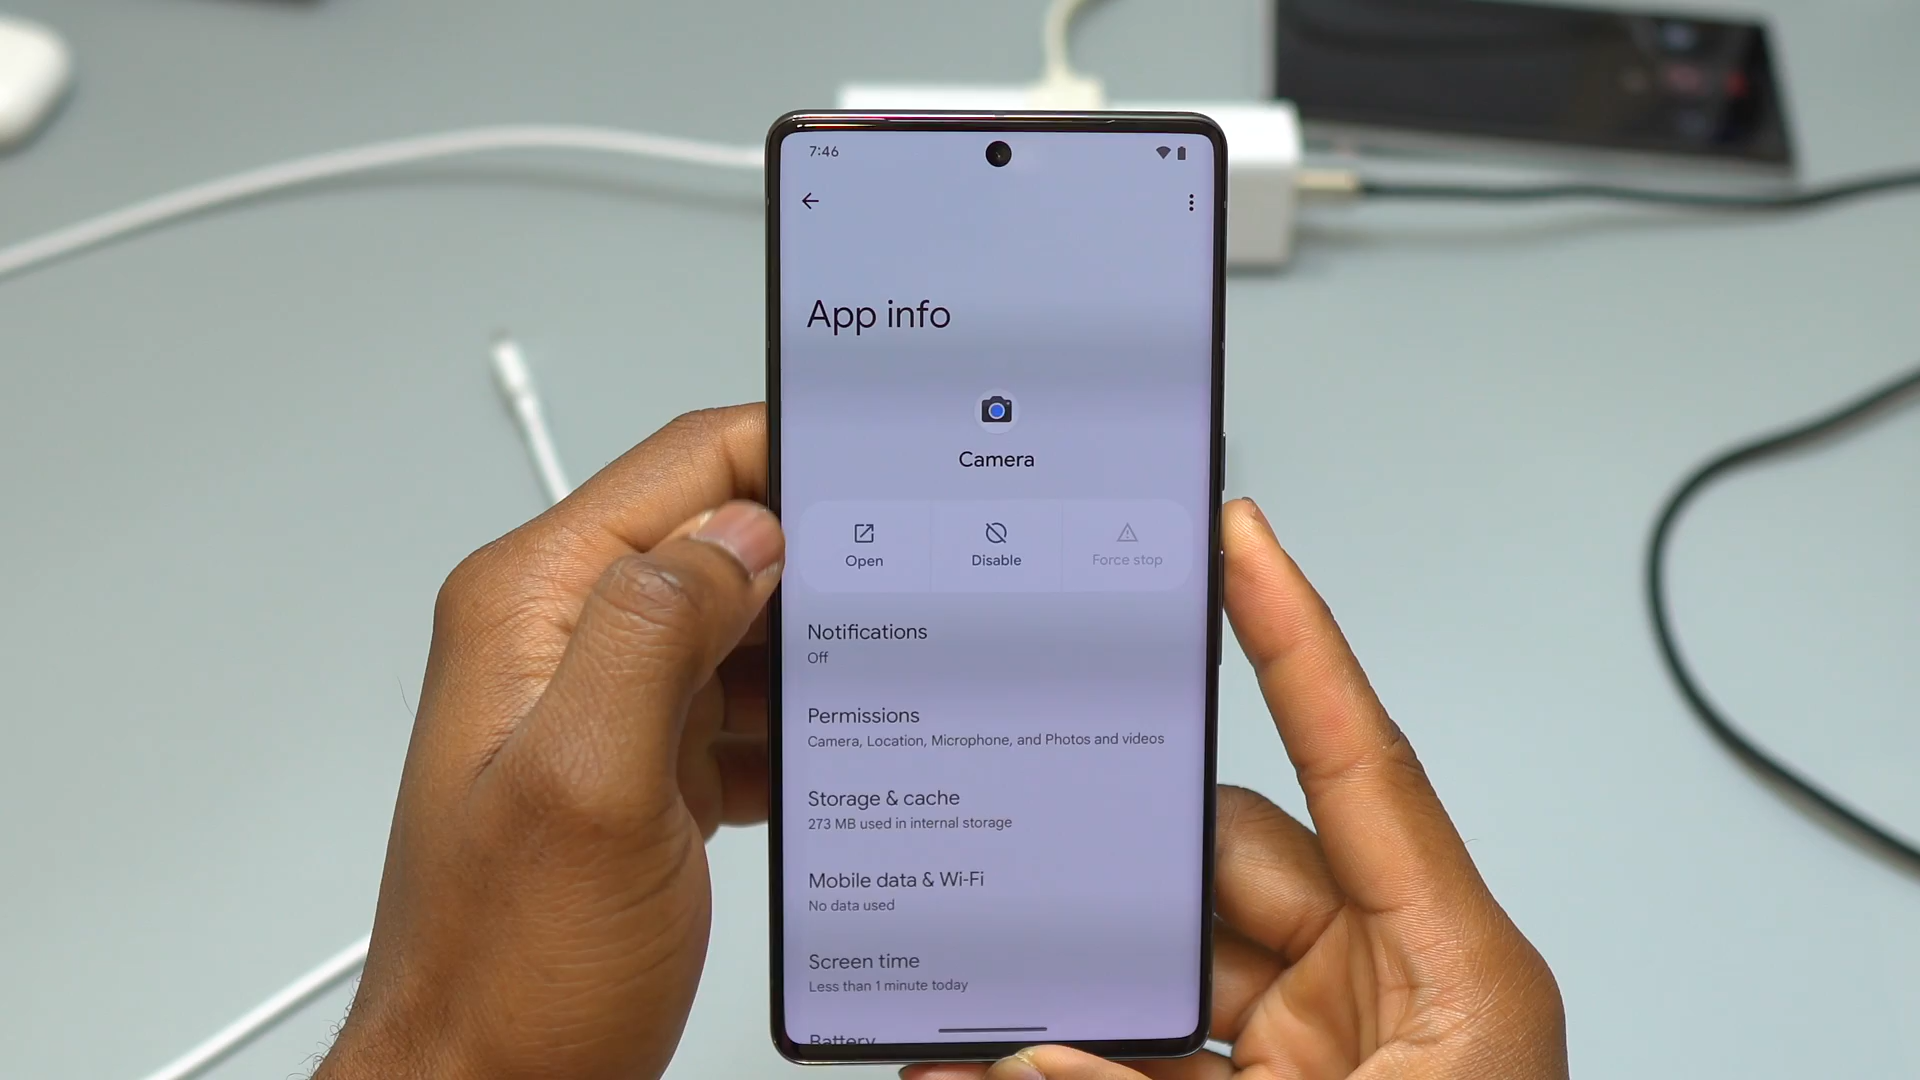 7:46
App info
Camera
Open
Disable
Force stop
Notifications
Off
Permissions
Camera, Location, Microphone, and Photos and videos
Storage & cache
273 MB used in internal storage
Mobile data & Wi-Fi
No data used
Screen time
Less than 1 minute today
Battery